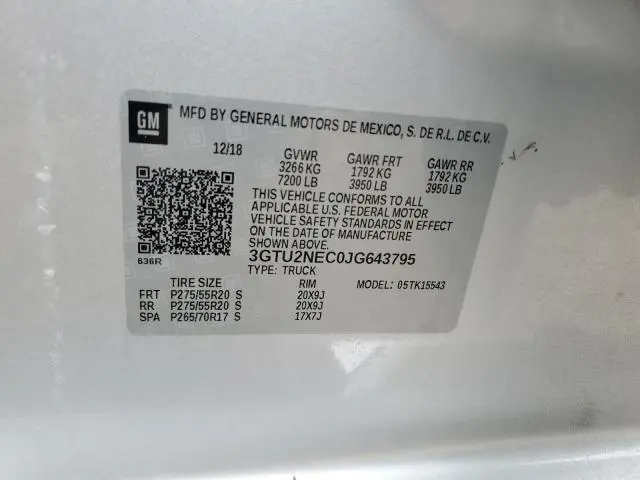 GM
MFD BY GENERAL MOTORS DE MEXICO, S. DE R.L. DE C.V.
12/18 GVWR GAWR FRT GAWR RR
3266 KG 1792 KG 1792 KG
7200 LB 3950 LB 3950 LB
THIS VEHICLE CONFORMS TO ALL
APPLICABLE U.S. FEDERAL MOTOR
VEHICLE SAFETY STANDARDS IN EFFECT
ON THE DATE OF MANUFACTURE
SHOWN ABOVE.
636R 3GTU2NEC0JG643795
TYPE: TRUCK MODEL: 05TK15543
TIRE SIZE RIM
FRT P275/55R20 S 20X9J
RR P275/55R20 S 20X9J
SPA P265/70R17 S 17X7J